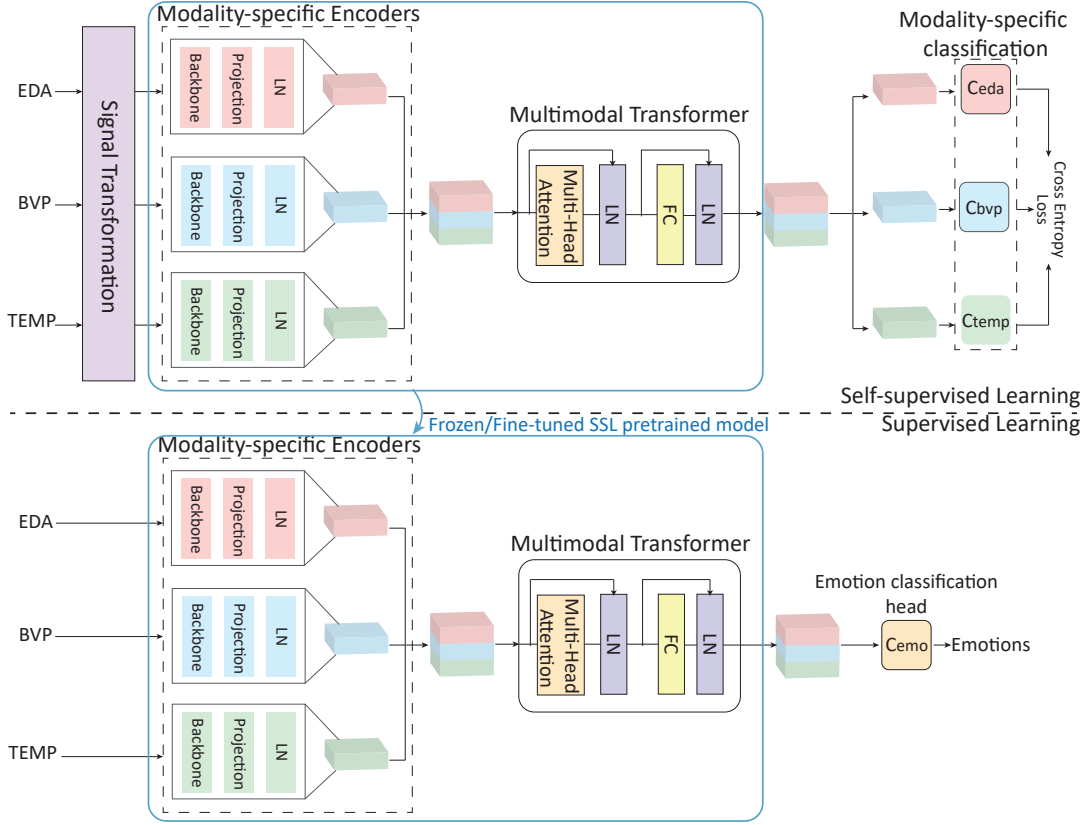 Modality-specific Encoders
Modality-specific
classification
EDA
BVP
TEMP
Signal Transformation
Backbone
Projection
LN
Backbone
Projection
LN
Backbone
Projection
LN
Multimodal Transformer
Multi-Head
Attention
LN
FC
LN
Ceda
Cbvp
Ctemp
Cross Entropy
Loss
Self-supervised Learning
Frozen/Fine-tuned SSL pretrained model
Supervised Learning
Modality-specific Encoders
EDA
BVP
TEMP
Backbone
Projection
LN
Backbone
Projection
LN
Backbone
Projection
LN
Multimodal Transformer
Multi-Head
Attention
LN
FC
LN
Emotion classification
head
Cemo
Emotions